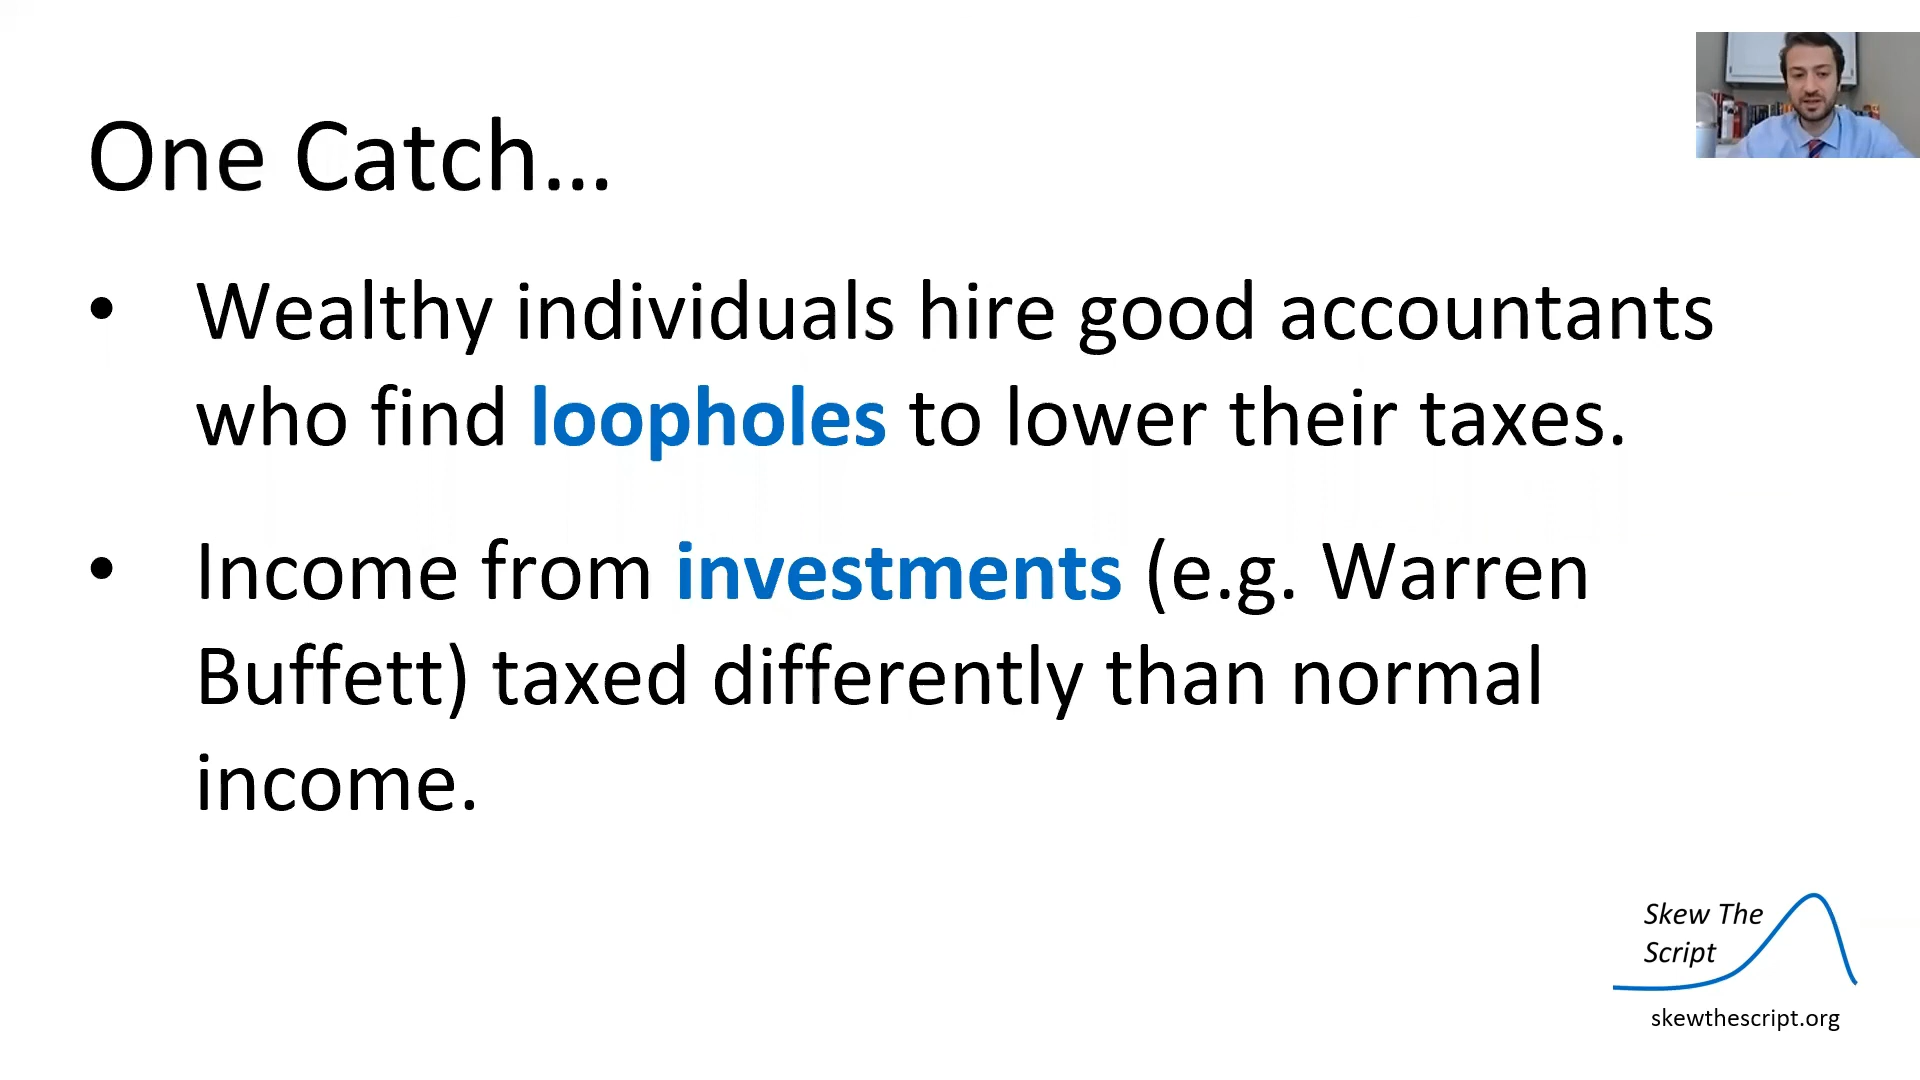 One Catch…
• Wealthy individuals hire good accountants
who find loopholes to lower their taxes.
• Income from investments (e.g. Warren
Buffett) taxed differently than normal
income.
Skew The
Script
skewthescript.org